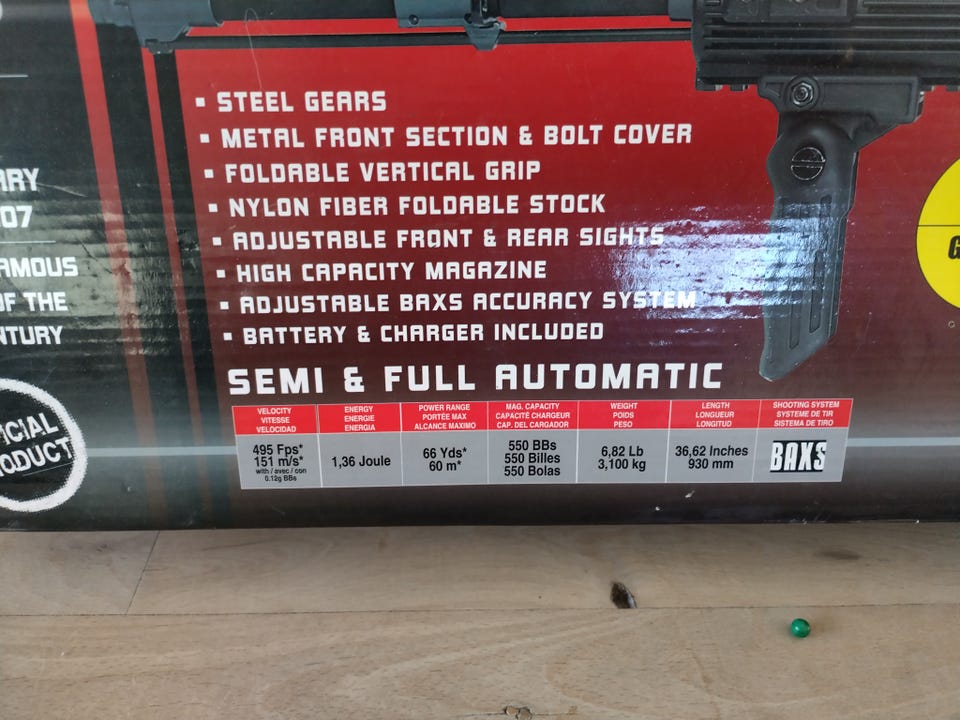 07
OF THE
STEEL GEARS
METAL FRONT SECTION & BOLT COVER
FOLDABLE VERTICAL GRIP
NYLON FIBER FOLDABLE STOCK
ADJUSTABLE FRONT & REAR SIGHTS
HIGH CAPACITY MAGAZINE
ADJUSTABLE BAXS ACCURACY SYSTEM
BATTERY & CHARGER INCLUDED
SEMI & FULL AUTOMATIC
VELOCITY
VITESSE
VELOCIDAD
495 Fps*
151 m/s*
with / avec / con
0.12g BBs
ENERGY
ENERGIE
ENERGIA
1,36 Joule
POWER RANGE
PORTÉE MAX
ALCANCE MAXIMO
66 Yds*
60 m*
MAG. CAPACITY
CAPACITÉ CHARGEUR
CAP. DEL CARGADOR
550 BBs
550 Billes
550 Bolas
WEIGHT
POIDS
PESO
6,82 Lb
3,100 kg
LENGTH
LONGUEUR
LONGITUD
36,62 Inches
930 mm
SHOOTING SYSTEM
SYSTEME DE TIR
SISTEMA DE TIRO
BAXS